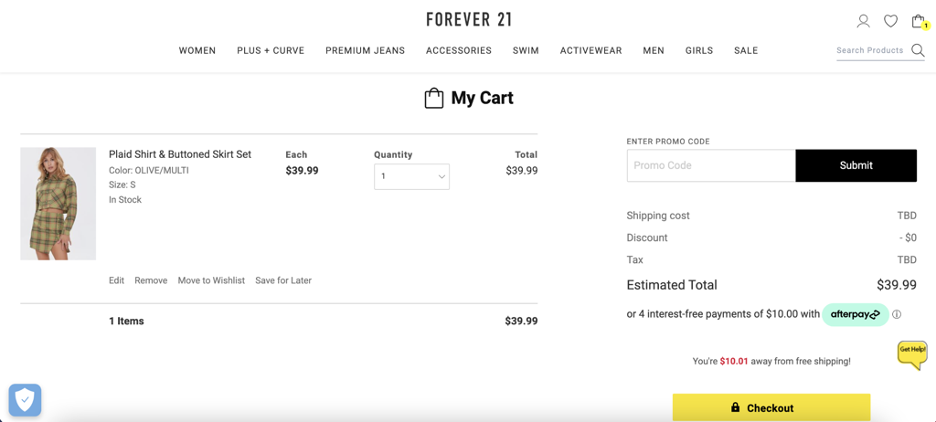 FOREVER 21
1
WOMEN PLUS + CURVE PREMIUM JEANS ACCESSORIES SWIM ACTIVEWEAR MEN GIRLS SALE
Search Products
My Cart
Plaid Shirt & Buttoned Skirt Set
Color: OLIVE/MULTI
Size: S
In Stock
Each
$39.99
Quantity
1
Total
$39.99
Edit Remove Move to Wishlist Save for Later
1 Items $39.99
ENTER PROMO CODE
Promo Code Submit
Shipping cost TBD
Discount - $0
Tax TBD
Estimated Total $39.99
or 4 interest-free payments of $10.00 with afterpay ⓘ
Get Help!
You're $10.01 away from free shipping!
Checkout